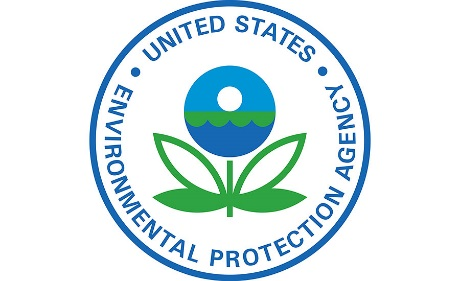 UNITED STATES
ENVIRONMENTAL PROTECTION AGENCY